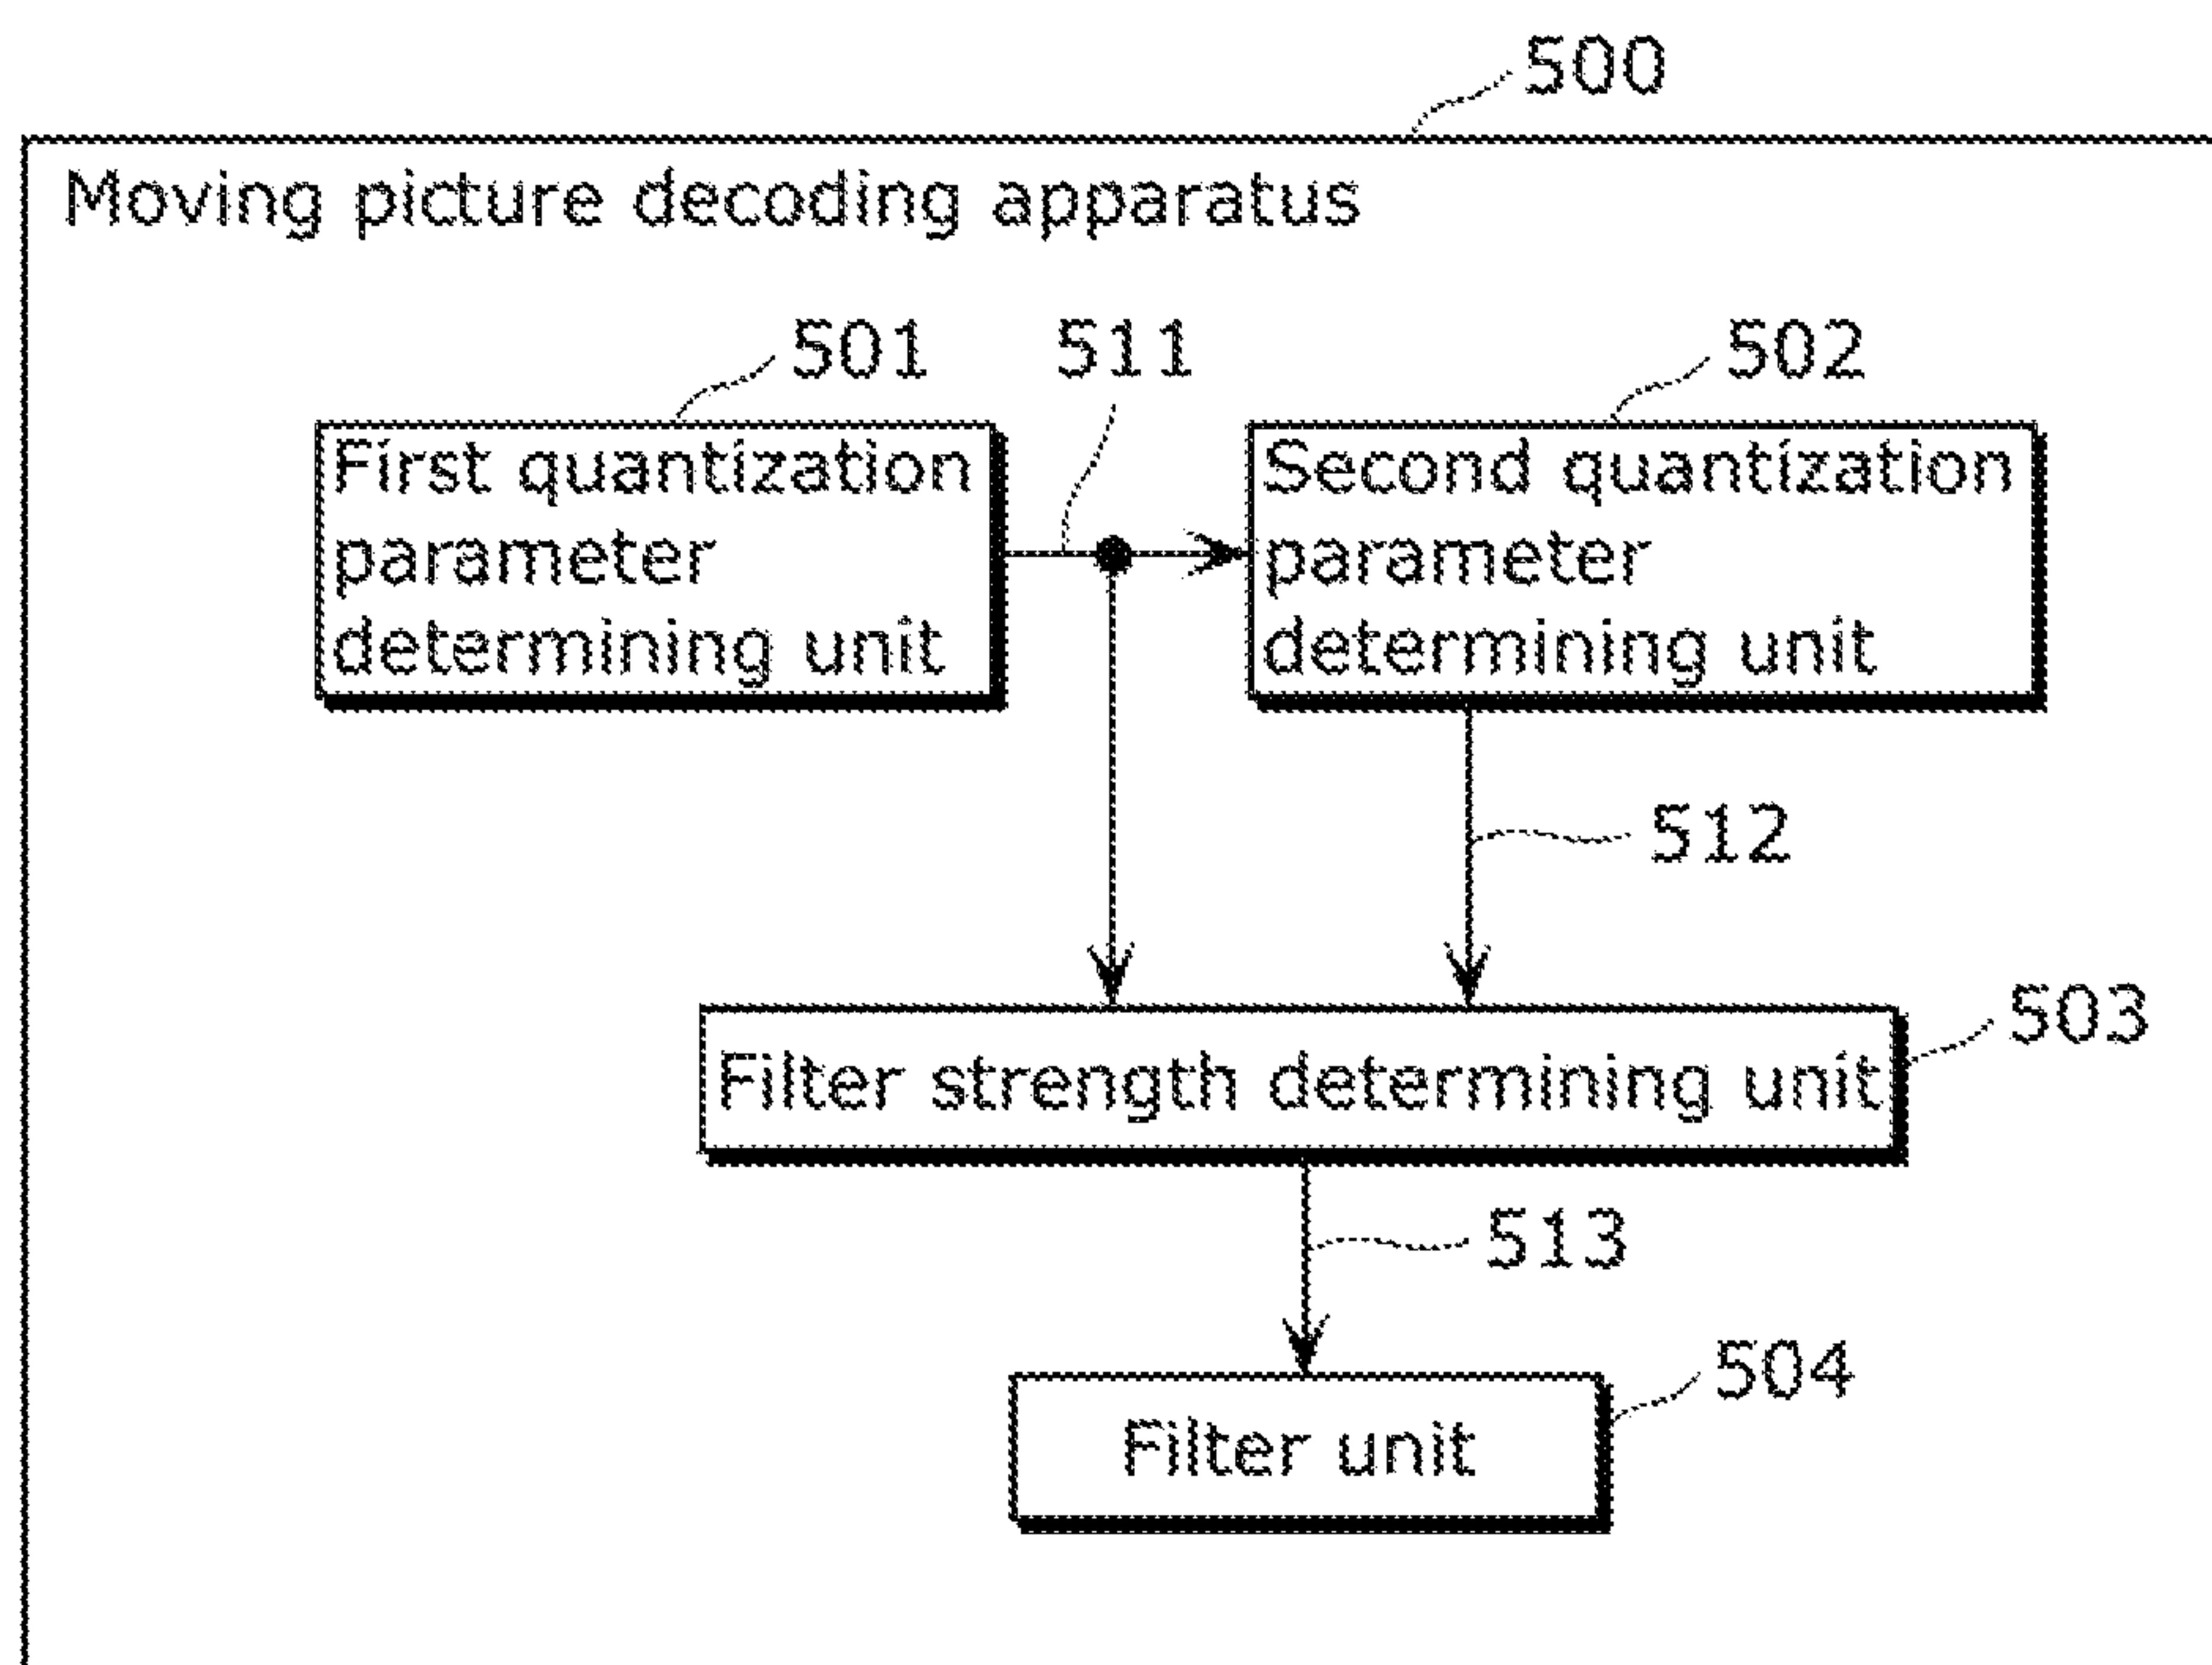 500
Moving picture decoding apparatus
501
511
502
First quantization
parameter
determining unit
Second quantization
parameter
determining unit
512
503
Filter strength determining unit
513
504
Filter unit